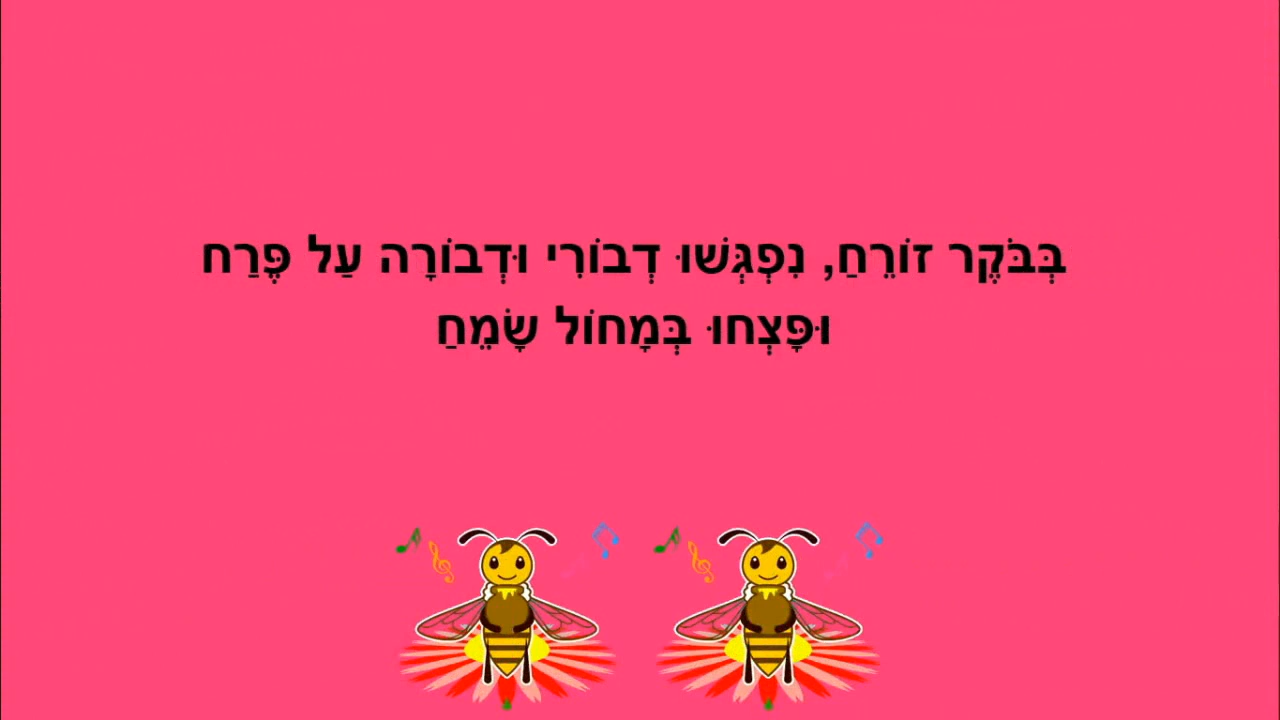 בְּבֹּקֶר זוֹרֵחַ, נִפְגְּשׁוּ דְבוֹרִי וּדְבוֹרָה עַל פֶּרַח
וּפָּצְחוּ בְּמָחוֹל שָׂמֵחַ